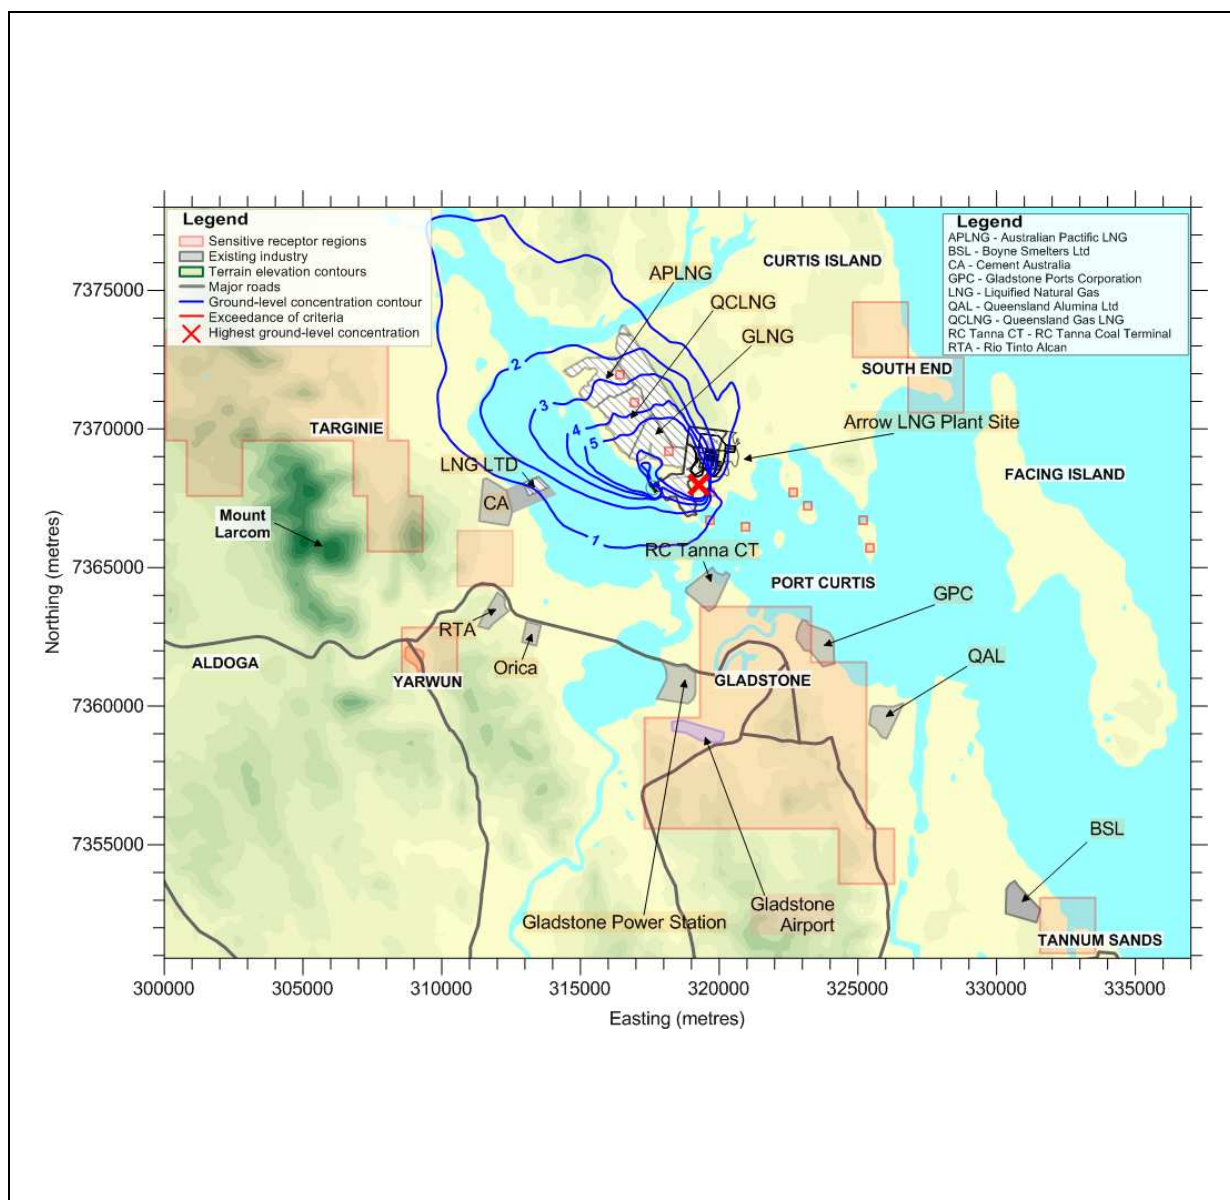 Legend
Sensitive receptor regions
Existing industry
Terrain elevation contours
Major roads
Ground-level concentration contour
Exceedance of criteria
Highest ground-level concentration
Legend
APLNG - Australian Pactific LNG
BSL - Boyne Smelters Ltd
CA - Cement Australia
GPC - Gladstone Ports Corporation
LNG - Liquified Natural Gas
QAL - Queensland Alumina Ltd
QCLNG - Queensland Gas LNG
RC Tanna CT - RC Tanna Coal Terminal
RTA - Rio Tinto Alcan
CURTIS ISLAND
APLNG
QCLNG
GLNG
2
3
4
5
1
SOUTH END
Arrow LNG Plant Site
TARGINIE
LNG LTD
CA
FACING ISLAND
Mount
Larcom
RC Tanna CT
PORT CURTIS
GPC
RTA
Orica
QAL
ALDOGA
YARWUN
GLADSTONE
BSL
Gladstone Power Station
Gladstone
Airport
TANNUM SANDS
7375000
7370000
7365000
7360000
7355000
Northing (metres)
300000 305000 310000 315000 320000 325000 330000 335000
Easting (metres)